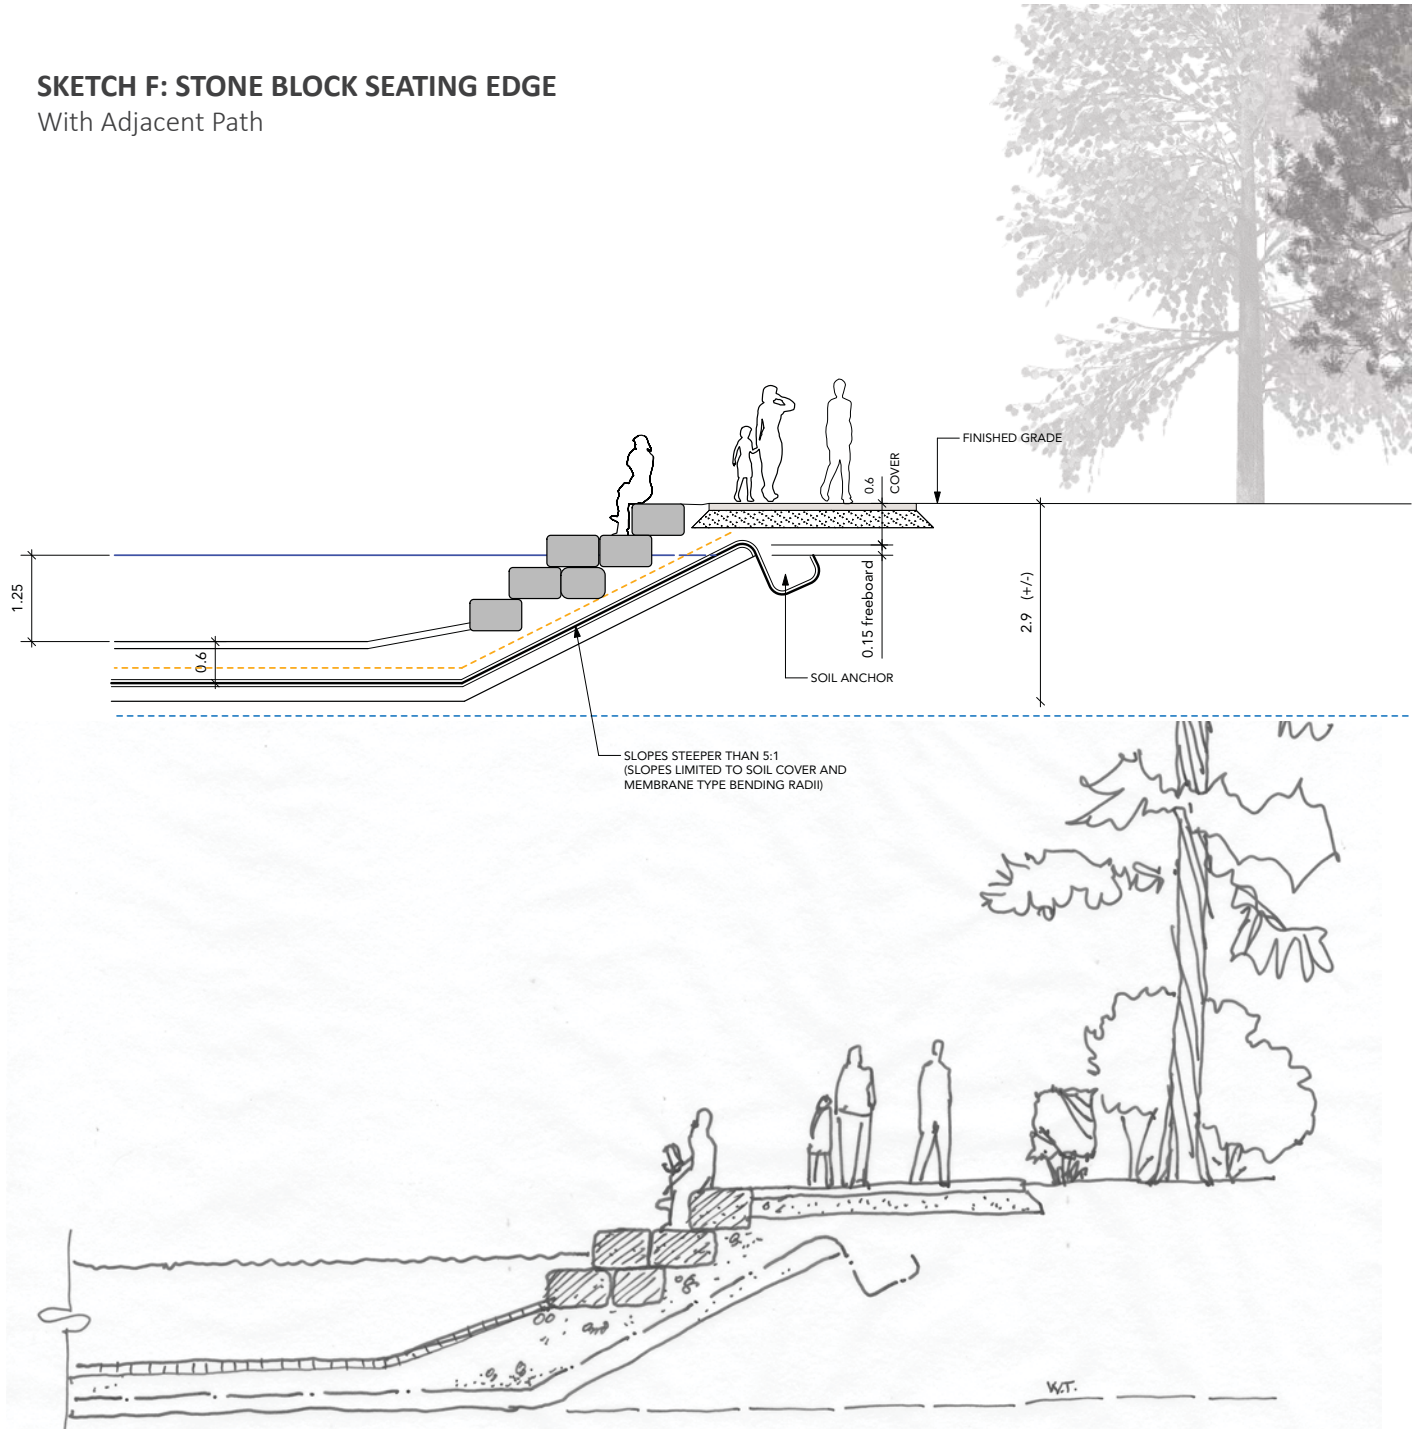 SKETCH F: STONE BLOCK SEATING EDGE
With Adjacent Path
FINISHED GRADE
0.6
COVER
1.25
0.6
0.15 freeboard
2.9 (+/-)
SOIL ANCHOR
SLOPES STEEPER THAN 5:1
(SLOPES LIMITED TO SOIL COVER AND
MEMBRANE TYPE BENDING RADII)
W.T.